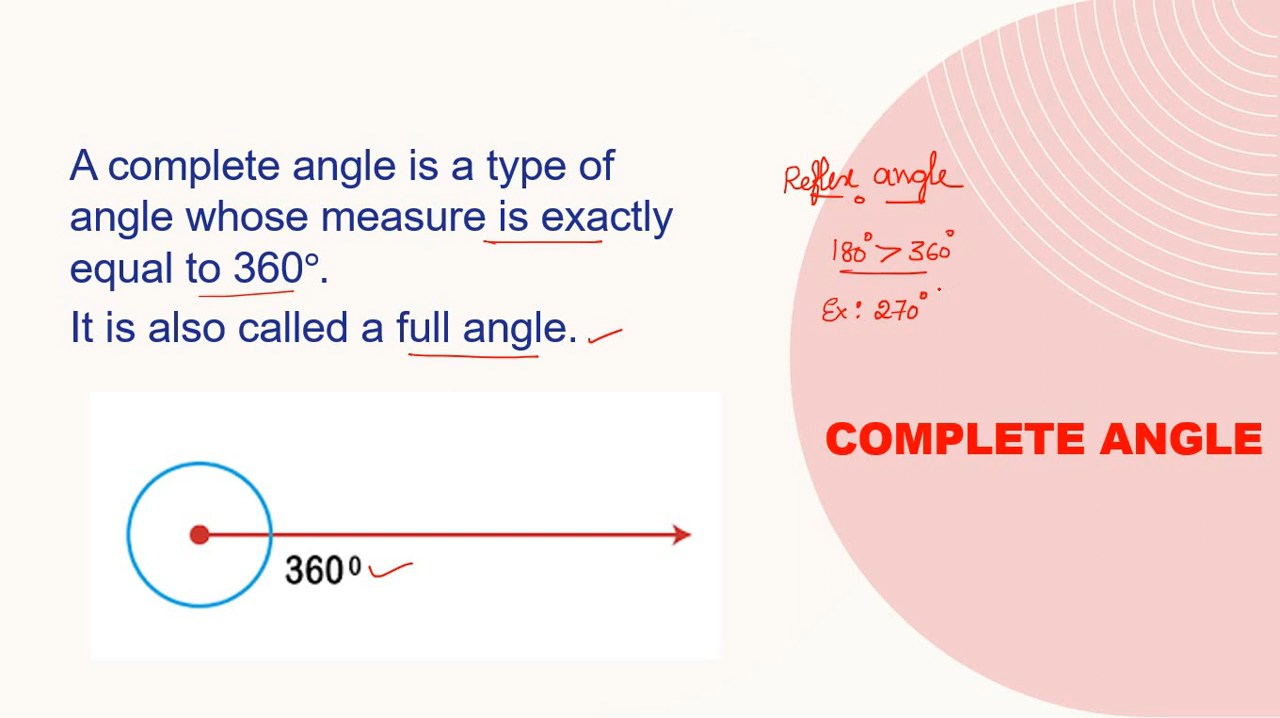 A complete angle is a type of
angle whose measure is exactly
equal to 360°.
It is also called a full angle.
360⁰
Reflex angle
180° > 360°
Ex: 270°
COMPLETE ANGLE